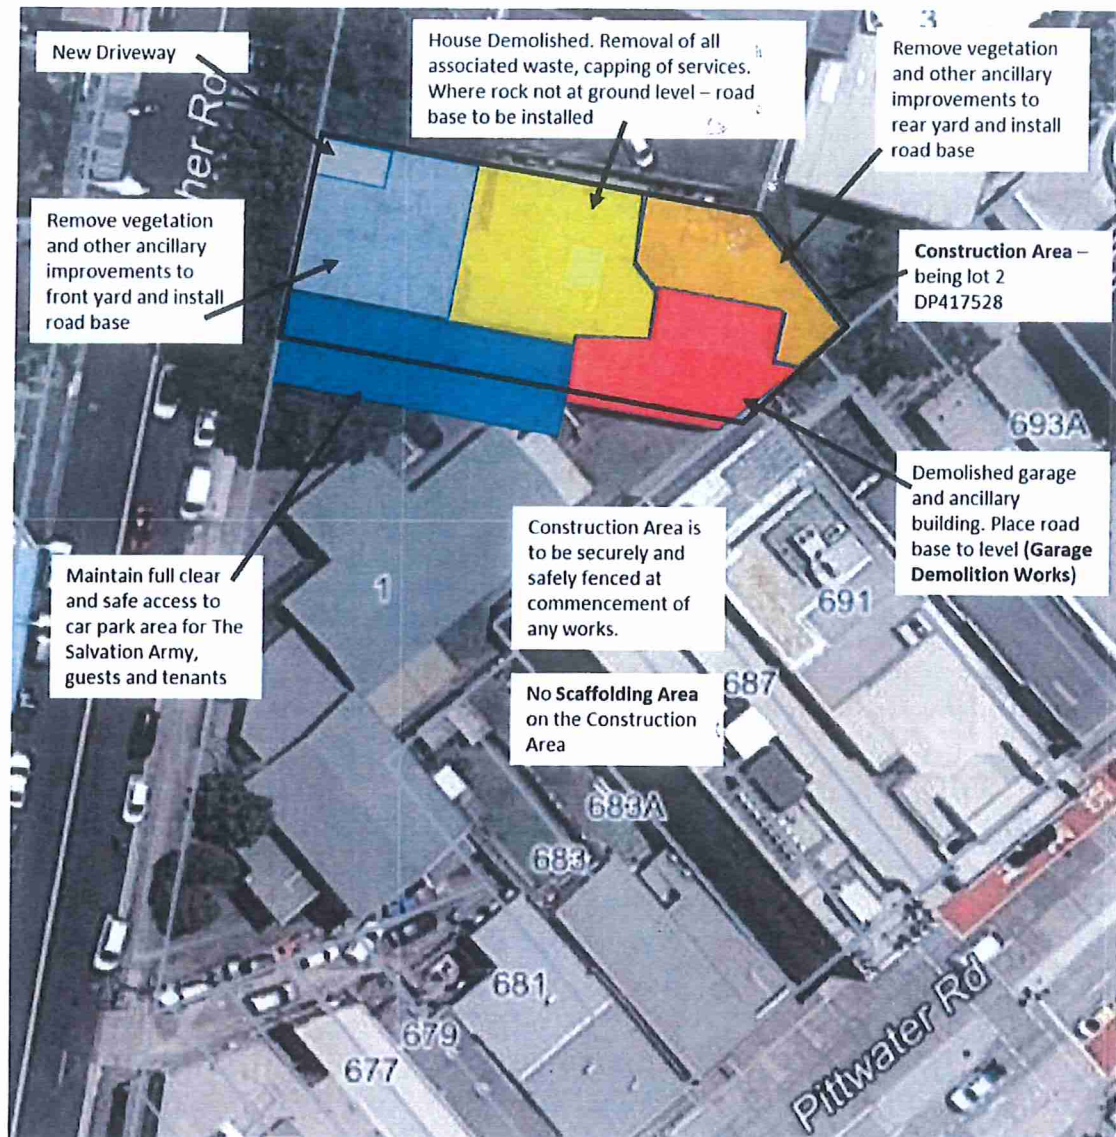 3
New Driveway
House Demolished. Removal of all
associated waste, capping of services.
Where rock not at ground level – road
base to be installed
Remove vegetation
and other ancillary
improvements to
rear yard and install
road base
her Rd
Remove vegetation
and other ancillary
improvements to
front yard and install
road base
Construction Area –
being lot 2
DP417528
693A
Demolished garage
and ancillary
building. Place road
base to level (Garage
Demolition Works)
Construction Area is
to be securely and
safely fenced at
commencement of
any works.
Maintain full clear
and safe access to
car park area for The
Salvation Army,
guests and tenants
1
691
687
No Scaffolding Area
on the Construction
Area
683A
683
681
679
677
Pittwater Rd